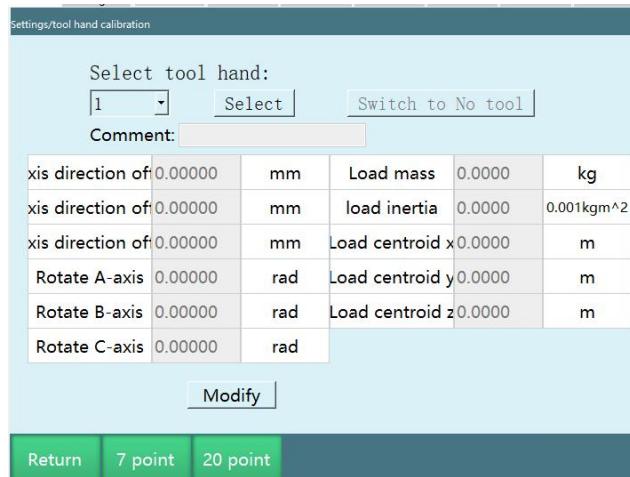 Settings/tool hand calibration
Select tool hand:
1 Select Switch to No tool
Comment:
xis direction of 0.00000 mm Load mass 0.0000 kg
xis direction of 0.00000 mm load inertia 0.0000 0.001kgm^2
xis direction of 0.00000 mm Load centroid x 0.0000 m
Rotate A-axis 0.00000 rad Load centroid y 0.0000 m
Rotate B-axis 0.00000 rad Load centroid z 0.0000 m
Rotate C-axis 0.00000 rad
Modify
Return 7 point 20 point